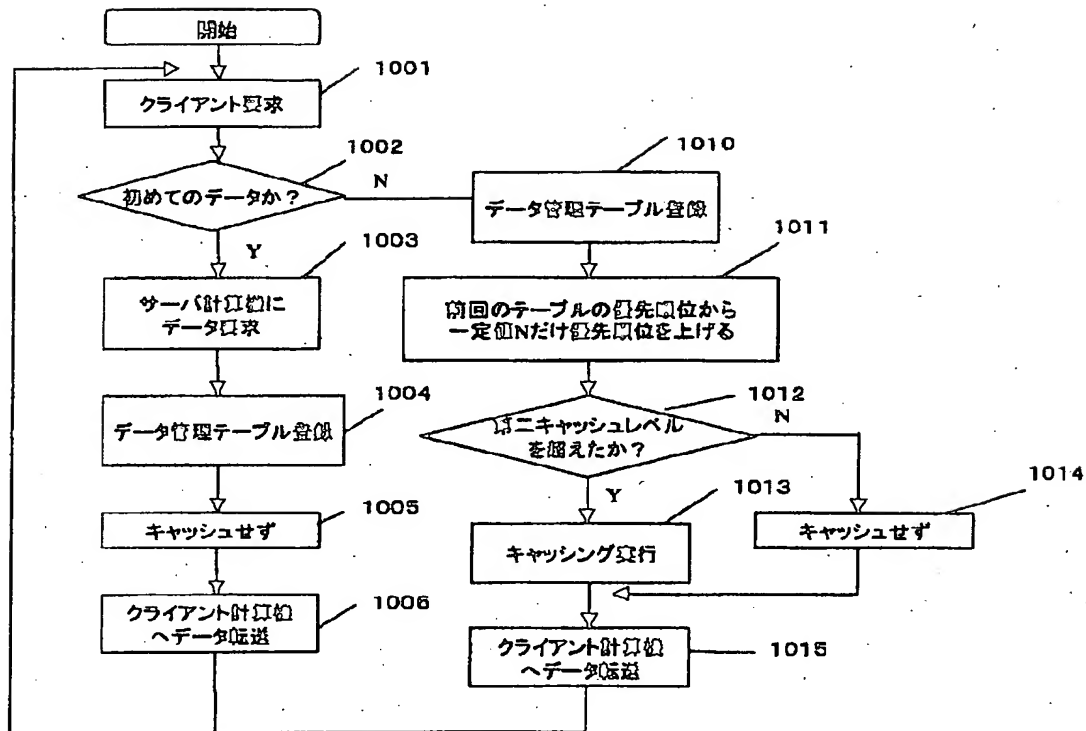 開始
1001
クライアント要求
1002
初めてのデータか?
N
Y
1003
サーバ計算機に
データ要求
1004
データ管理テーブル登録
1005
キャッシュせず
1006
クライアント計算機
へデータ転送
1010
データ管理テーブル登録
1011
前回のテーブルの優先順位から
一定値Nだけ優先順位を上げる
1012
ニキャッシュレベル
を超えたか?
N
Y
1013
キャッシング実行
1014
キャッシュせず
1015
クライアント計算機
へデータ転送